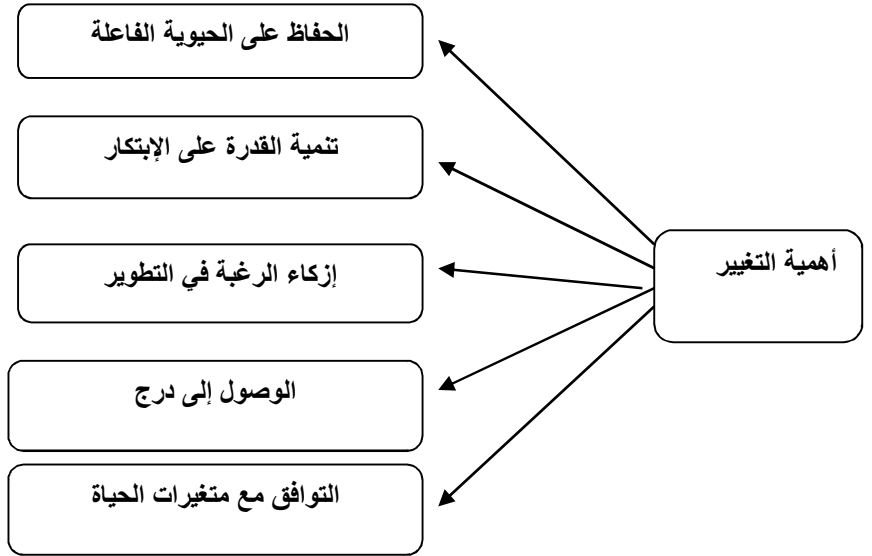 أهمية التغيير
الحفاظ على الحيوية الفاعلة
تنمية القدرة على الإبتكار
إزكاء الرغبة في التطوير
الوصول إلى درج
التوافق مع متغيرات الحياة